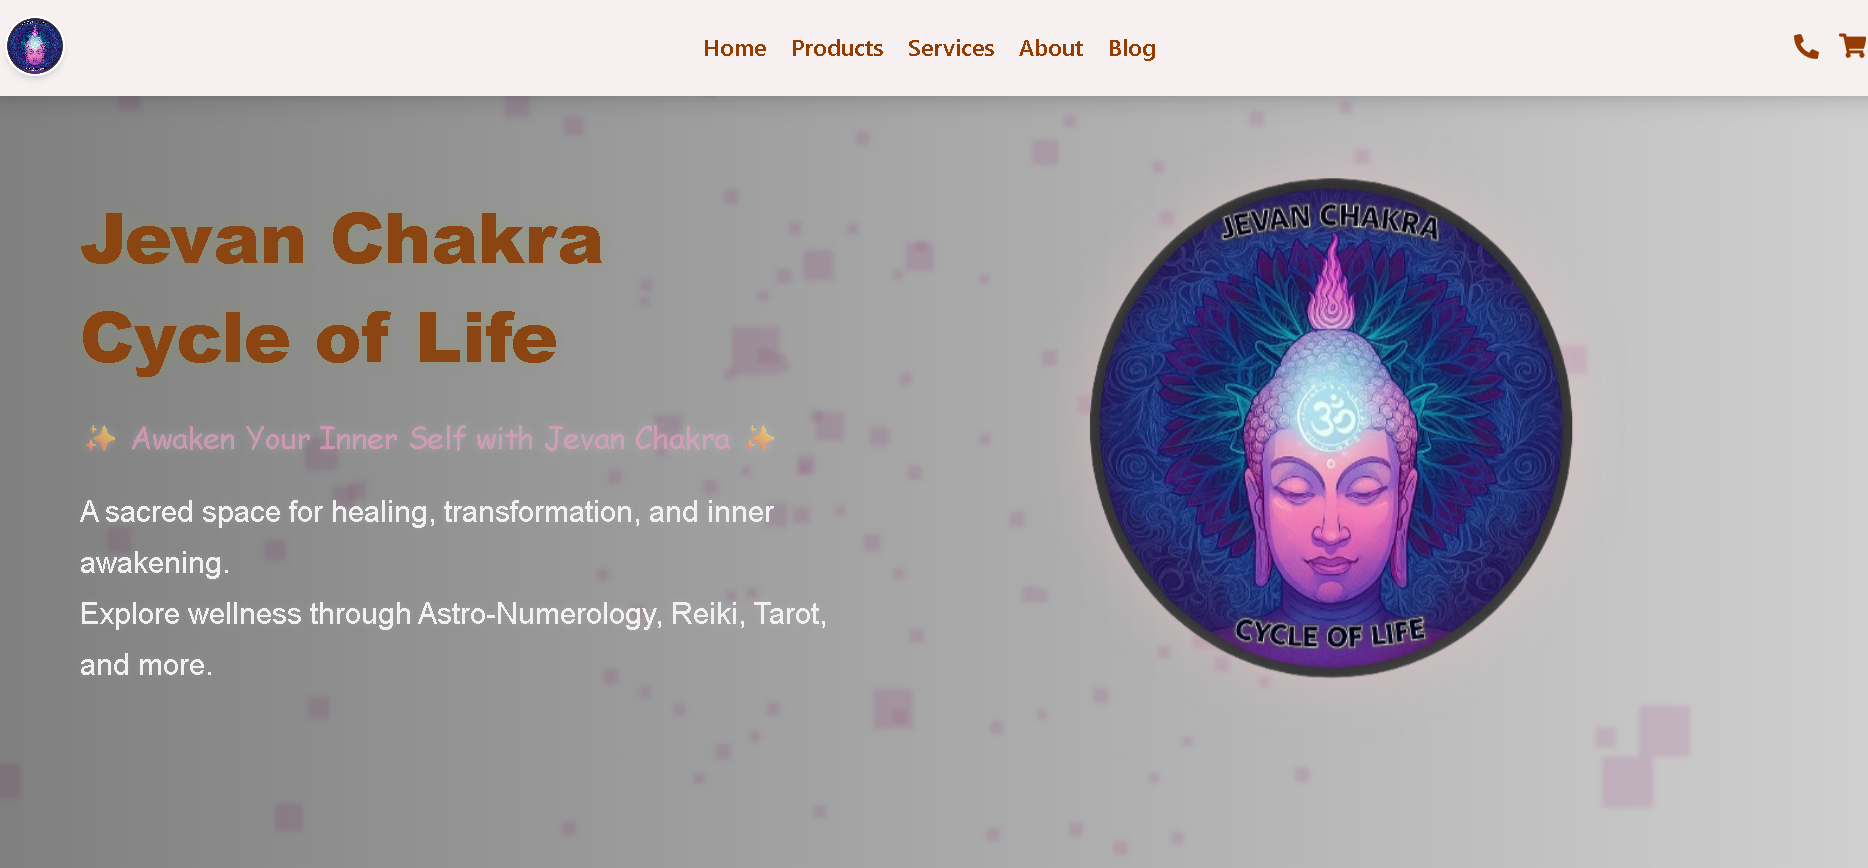 Home Products Services About Blog
Jevan Chakra
Cycle of Life
✨ Awaken Your Inner Self with Jevan Chakra ✨
A sacred space for healing, transformation, and inner
awakening.
Explore wellness through Astro-Numerology, Reiki, Tarot,
and more.
JEVAN CHAKRA
ॐ
CYCLE OF LIFE